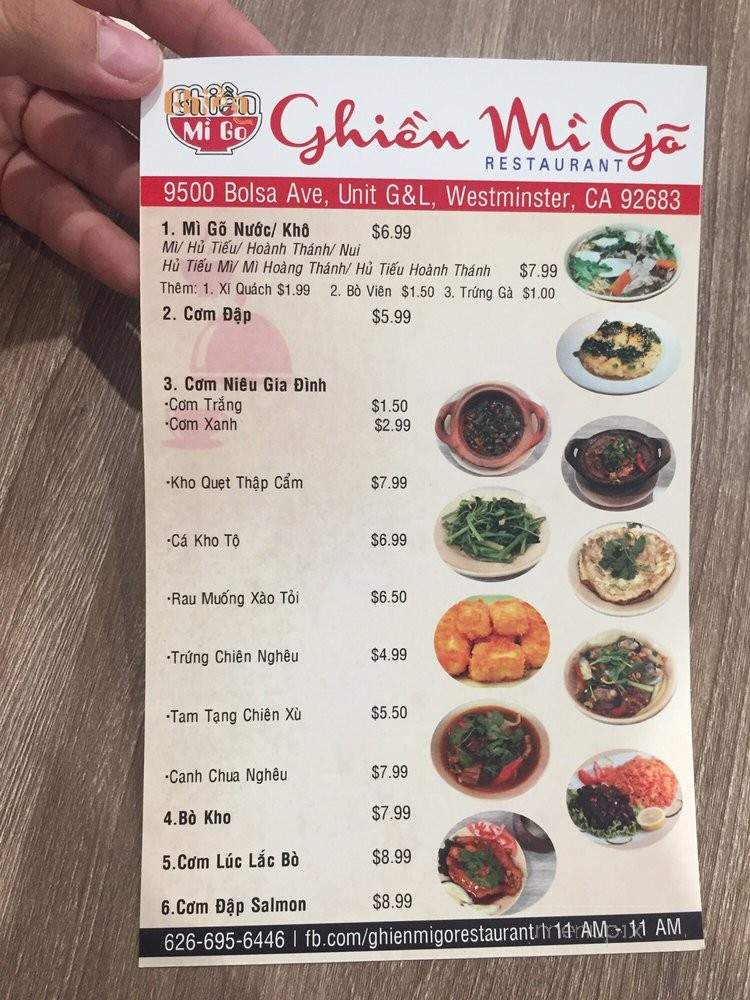 Ghiền
Mì Gõ
Ghiền Mì Gõ
RESTAURANT
9500 Bolsa Ave, Unit G&L, Westminster, CA 92683
1. Mì Gõ Nước/ Khô $6.99
Mì/ Hủ Tiếu/ Hoành Thánh/ Nui
Hủ Tiếu Mì/ Mì Hoàng Thánh/ Hủ Tiếu Hoành Thánh $7.99
Thêm: 1. Xí Quách $1.99 2. Bò Viên $1.50 3. Trứng Gà $1.00
2. Cơm Đập $5.99
3. Cơm Niêu Gia Đình
·Cơm Trắng $1.50
·Cơm Xanh $2.99
·Kho Quẹt Thập Cẩm $7.99
·Cá Kho Tộ $6.99
·Rau Muống Xào Tỏi $6.50
·Trứng Chiên Nghêu $4.99
·Tam Tạng Chiên Xù $5.50
·Canh Chua Nghêu $7.99
4.Bò Kho $7.99
5.Cơm Lúc Lắc Bò $8.99
6.Cơm Đập Salmon $8.99
626-695-6446 | fb.com/ghienmigorestaurant 11 AM - 11 AM
menupix